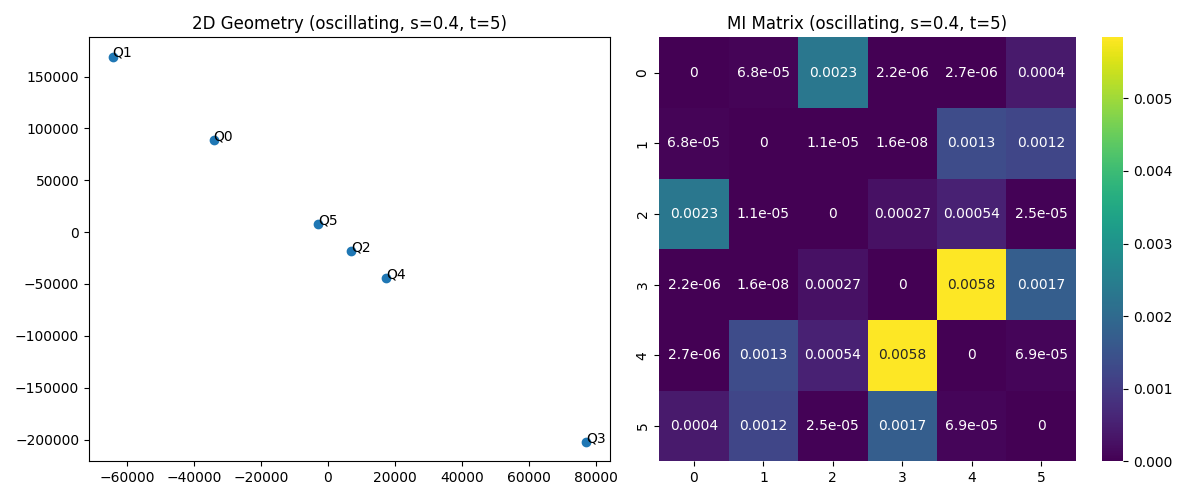 2D Geometry (oscillating, s=0.4, t=5)
150000
100000
50000
0
−50000
−100000
−150000
−200000
−60000 −40000 −20000 0 20000 40000 60000 80000
Q1
Q0
Q5
Q2
Q4
Q3
MI Matrix (oscillating, s=0.4, t=5)
0 0 6.8e-05 0.0023 2.2e-06 2.7e-06 0.0004
1 6.8e-05 0 1.1e-05 1.6e-08 0.0013 0.0012
2 0.0023 1.1e-05 0 0.00027 0.00054 2.5e-05
3 2.2e-06 1.6e-08 0.00027 0 0.0058 0.0017
4 2.7e-06 0.0013 0.00054 0.0058 0 6.9e-05
5 0.0004 0.0012 2.5e-05 0.0017 6.9e-05 0
0 1 2 3 4 5
0.005
0.004
0.003
0.002
0.001
0.000